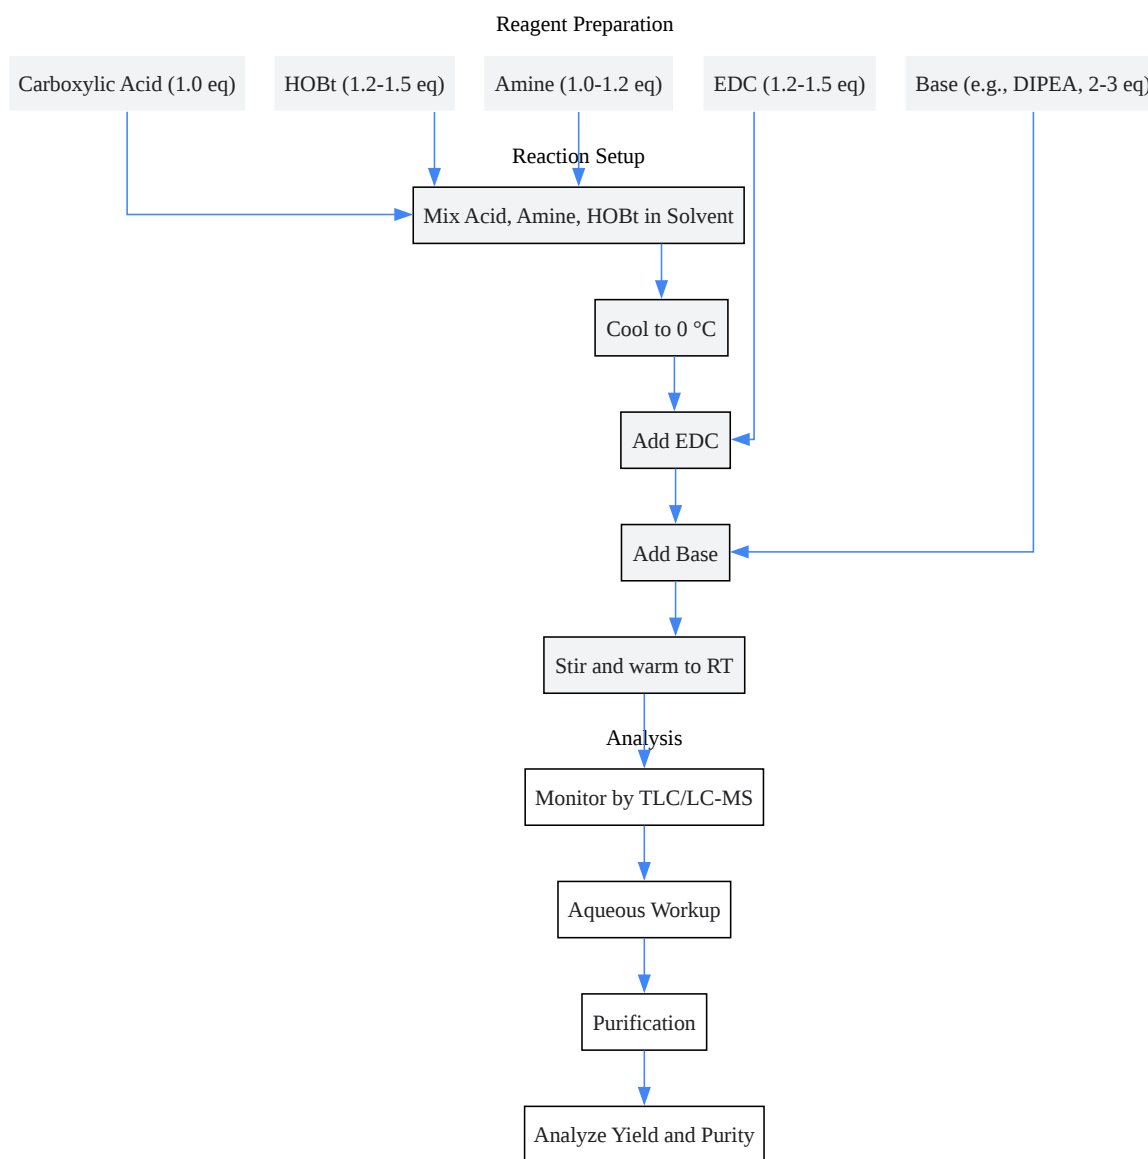 Reagent Preparation
Carboxylic Acid (1.0 eq)
HOBt (1.2-1.5 eq)
Amine (1.0-1.2 eq)
EDC (1.2-1.5 eq)
Base (e.g., DIPEA, 2-3 eq)
Reaction Setup
Mix Acid, Amine, HOBt in Solvent
Cool to 0 °C
Add EDC
Add Base
Stir and warm to RT
Analysis
Monitor by TLC/LC-MS
Aqueous Workup
Purification
Analyze Yield and Purity